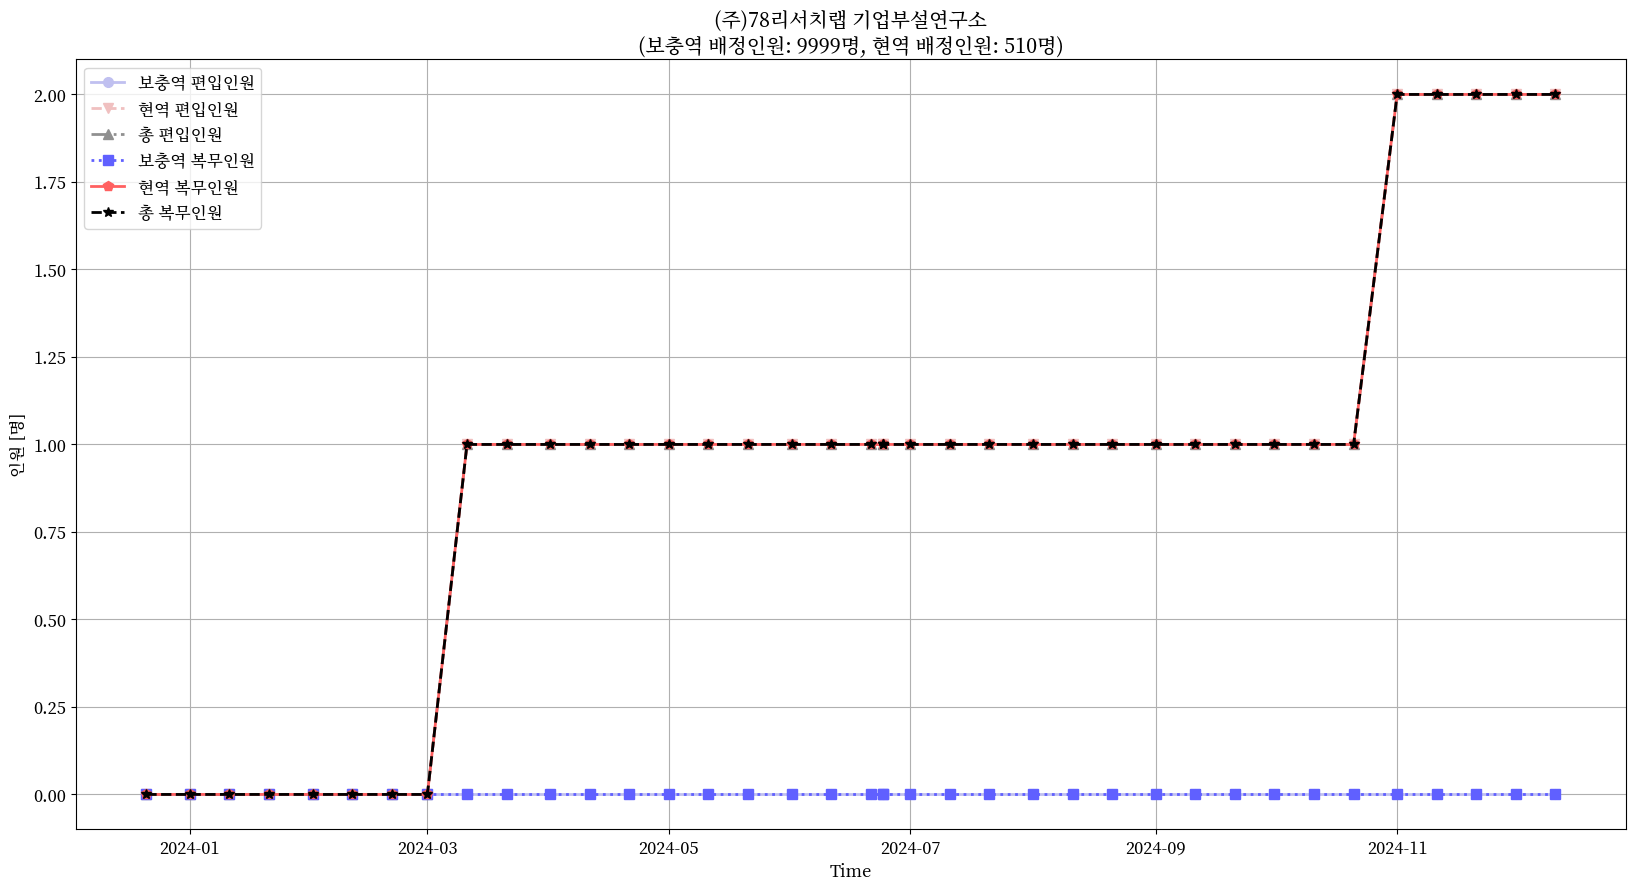 (주)78리서치랩 기업부설연구소
(보충역 배정인원: 9999명, 현역 배정인원: 510명)
보충역 편입인원
현역 편입인원
총 편입인원
보충역 복무인원
현역 복무인원
총 복무인원
인원 [명]
2.00
1.75
1.50
1.25
1.00
0.75
0.50
0.25
0.00
2024-01
2024-03
2024-05
2024-07
2024-09
2024-11
Time